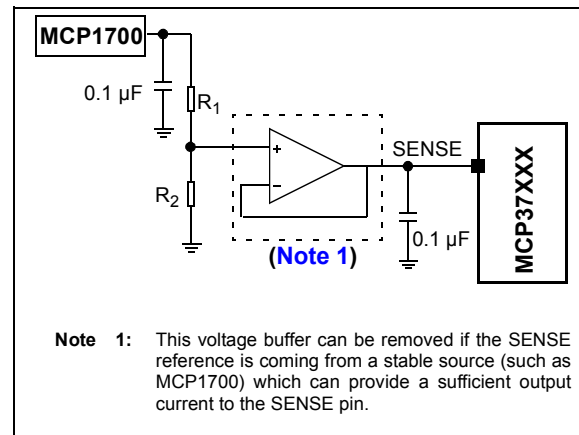 MCP1700
0.1 µF
R1
R2
+
–
SENSE
0.1 µF
MCP37XXX
(Note 1)
Note 1: This voltage buffer can be removed if the SENSE
reference is coming from a stable source (such as
MCP1700) which can provide a sufficient output
current to the SENSE pin.